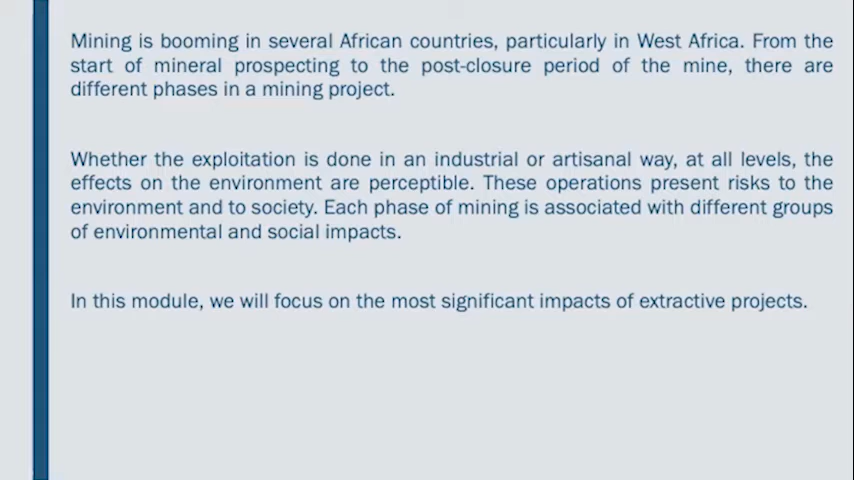 Mining is booming in several African countries, particularly in West Africa. From the
start of mineral prospecting to the post-closure period of the mine, there are
different phases in a mining project.
Whether the exploitation is done in an industrial or artisanal way, at all levels, the
effects on the environment are perceptible. These operations present risks to the
environment and to society. Each phase of mining is associated with different groups
of environmental and social impacts.
In this module, we will focus on the most significant impacts of extractive projects.